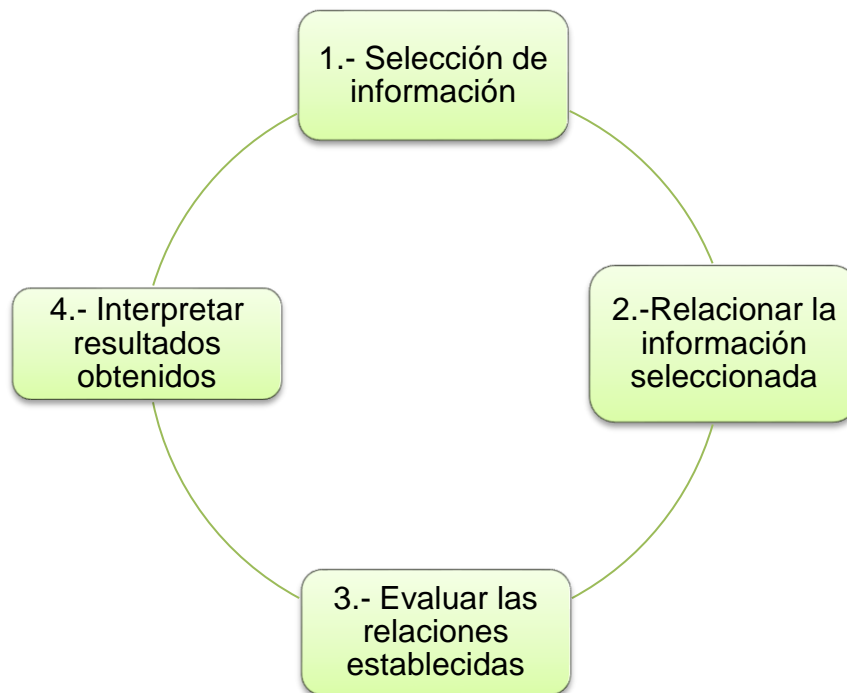 1.- Selección de
información
2.-Relacionar la
información
seleccionada
3.- Evaluar las
relaciones
establecidas
4.- Interpretar
resultados
obtenidos